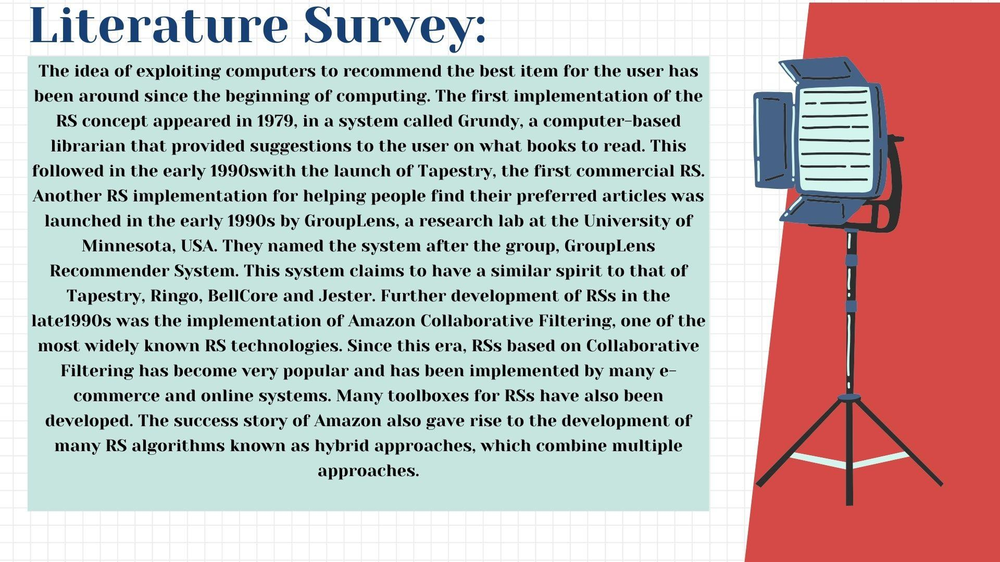 Literature Survey:
The idea of exploiting computers to recommend the best item for the user has
been around since the beginning of computing. The first implementation of the
RS concept appeared in 1979, in a system called Grundy, a computer-based
librarian that provided suggestions to the user on what books to read. This
followed in the early 1990swith the launch of Tapestry, the first commercial RS.
Another RS implementation for helping people find their preferred articles was
launched in the early 1990s by GroupLens, a research lab at the University of
Minnesota, USA. They named the system after the group, GroupLens
Recommender System. This system claims to have a similar spirit to that of
Tapestry, Ringo, BellCore and Jester. Further development of RSs in the
late1990s was the implementation of Amazon Collaborative Filtering, one of the
most widely known RS technologies. Since this era, RSs based on Collaborative
Filtering has become very popular and has been implemented by many e-
commerce and online systems. Many toolboxes for RSs have also been
developed. The success story of Amazon also gave rise to the development of
many RS algorithms known as hybrid approaches, which combine multiple
approaches.